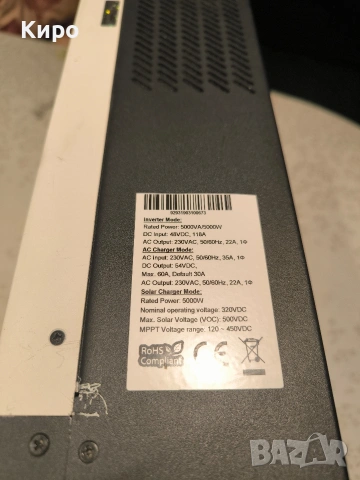 Киро
92931903100073
Inverter Mode:
Rated Power: 5000VA/5000W
DC Input: 48VDC, 118A
AC Output: 230VAC, 50/60Hz, 22A, 1Φ
AC Charger Mode:
AC Input: 230VAC, 50/60Hz, 35A, 1Φ
DC Output: 54VDC,
Max. 60A, Default 30A
AC Output: 230VAC, 50/60Hz, 22A, 1Φ
Solar Charger Mode:
Rated Power: 5000W
Nominal operating voltage: 320VDC
Max. Solar Voltage (VOC): 500VDC
MPPT Voltage range: 120 ~ 450VDC
RoHS
Compliant
CE
BAZAR